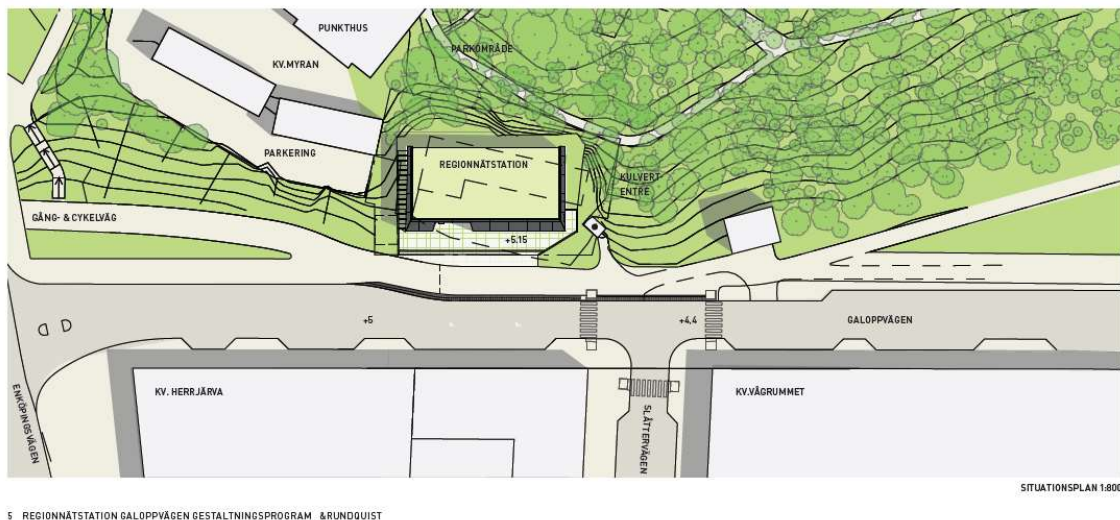 PUNKTHUS
PARKOMRÅDE
KV.MYRAN
PARKERING
REGIONNÄTSTATION
KULVERT
ENTRÉ
GÅNG- & CYKELVÄG
+5.15
+5
+4,4
GALOPPVÄGEN
KV. HERRJÄRVA
KV.VÅGRUMMET
ENKÖPINGSVÄGEN
SLÅTTERVÄGEN
SITUATIONSPLAN 1:800
5 REGIONNÄTSTATION GALOPPVÄGEN GESTALTNINGSPROGRAM &RUNDQUIST